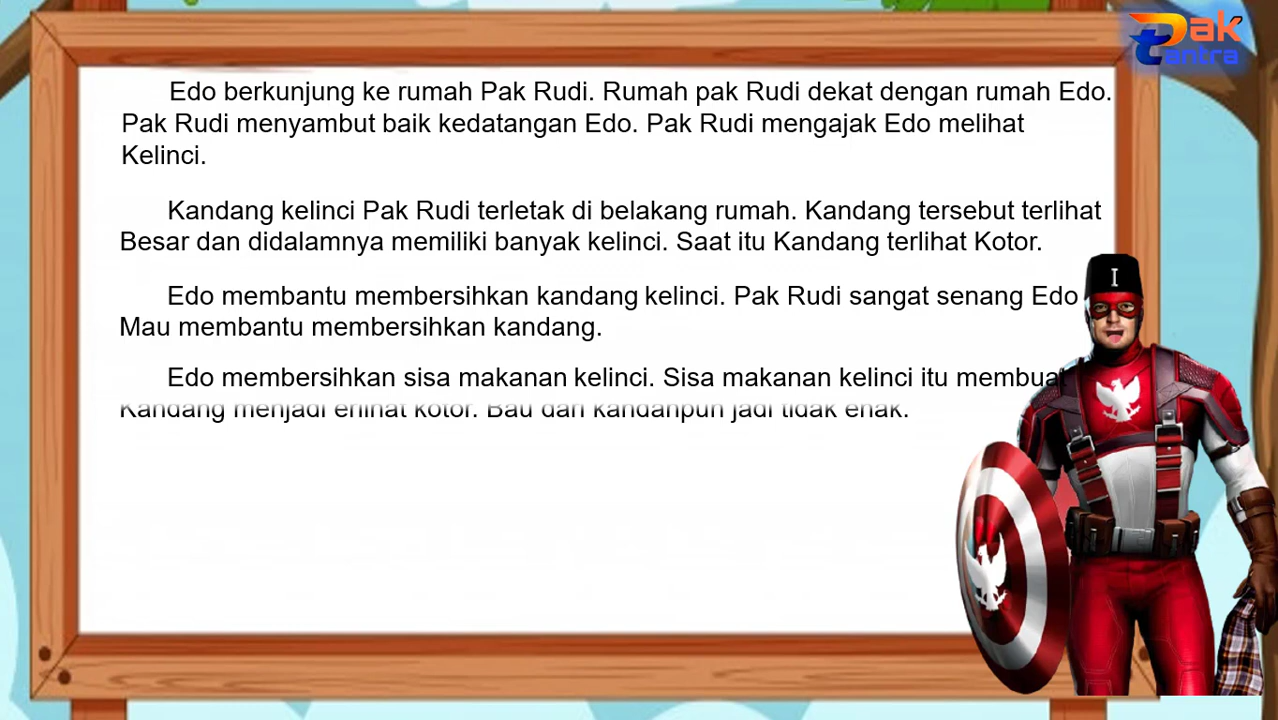 Pak
tantra
Edo berkunjung ke rumah Pak Rudi. Rumah pak Rudi dekat dengan rumah Edo.
Pak Rudi menyambut baik kedatangan Edo. Pak Rudi mengajak Edo melihat
Kelinci.
Kandang kelinci Pak Rudi terletak di belakang rumah. Kandang tersebut terlihat
Besar dan didalamnya memiliki banyak kelinci. Saat itu Kandang terlihat Kotor.
Edo membantu membersihkan kandang kelinci. Pak Rudi sangat senang Edo
Mau membantu membersihkan kandang.
Edo membersihkan sisa makanan kelinci. Sisa makanan kelinci itu membuat
Kandang menjadi erlihat kotor. Bau dari kandanpun jadi tidak enak.
I